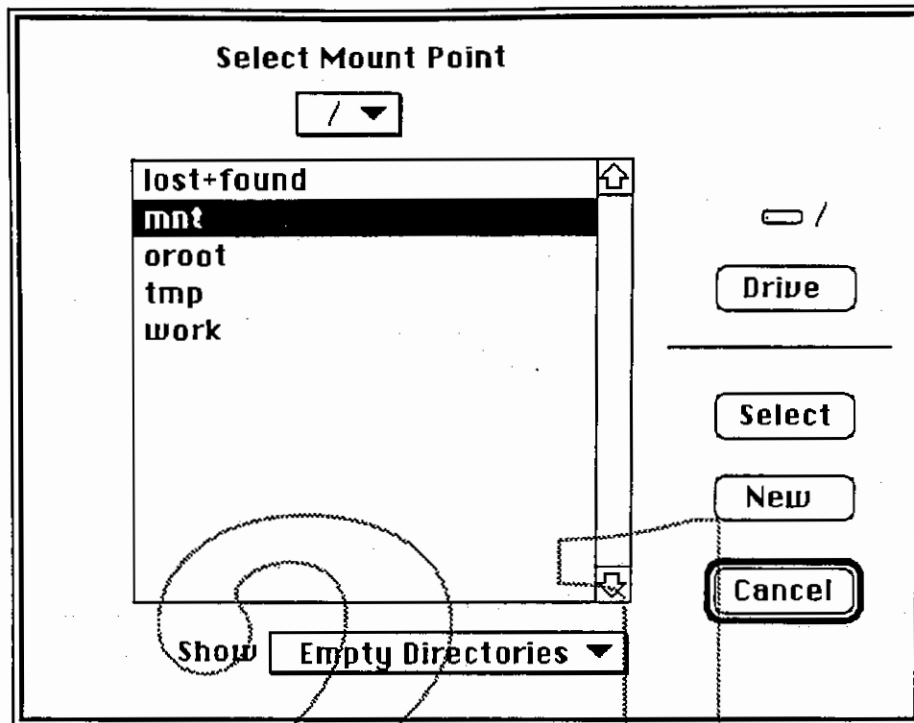 Select Mount Point
/
lost+found
mnt
oroot
tmp
work
/
Drive
Select
New
Cancel
Show Empty Directories